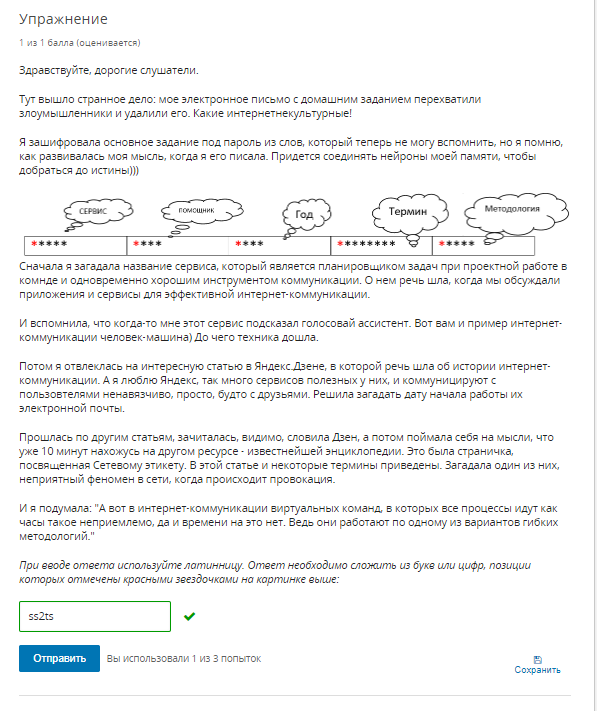 Упражнение
1 из 1 балла (оценивается)
Здравствуйте, дорогие слушатели.
Тут вышло странное дело: мое электронное письмо с домашним заданием перехватили
злоумышленники и удалили его. Какие интернетнекультурные!
Я зашифровала основное задание под пароль из слов, который теперь не могу вспомнить, но я помню,
как развивалась моя мысль, когда я его писала. Придется соединять нейроны моей памяти, чтобы
добраться до истины)))
СЕРВИС ПОМОЩНИК Год Термин Методология
***** **** **** ******** *****
Сначала я загадала название сервиса, который является планировщиком задач при проектной работе в
комнде и одновременно хорошим инструментом коммуникации. О нем речь шла, когда мы обсуждали
приложения и сервисы для эффективной интернет-коммуникации.
И вспомнила, что когда-то мне этот сервис подсказал голосовай ассистент. Вот вам и пример интернет-
коммуникации человек-машина) До чего техника дошла.
Потом я отвлеклась на интересную статью в Яндекс.Дзене, в которой речь шла об истории интернет-
коммуникации. А я люблю Яндекс, так много сервисов полезных у них, и коммуницируют с
пользовтелями ненавязчиво, просто, будто с друзьями. Решила загадать дату начала работы их
электронной почты.
Прошлась по другим статьям, зачиталась, видимо, словила Дзен, а потом поймала себя на мысли, что
уже 10 минут нахожусь на другом ресурсе - известнейшей энциклопедии. Это была страничка,
посвященная Сетевому этикету. В этой статье и некоторые термины приведены. Загадала один из них,
неприятный феномен в сети, когда происходит провокация.
И я подумала: "А вот в интернет-коммуникации виртуальных команд, в которых все процессы идут как
часы такое неприемлемо, да и времени на это нет. Ведь они работают по одному из вариантов гибких
методологий."
При вводе ответа используйте латинницу. Ответ необходимо сложить из букв или цифр, позиции
которых отмечены красными звездочками на картинке выше:
ss2ts
Отправить Вы использовали 1 из 3 попыток
Сохранить